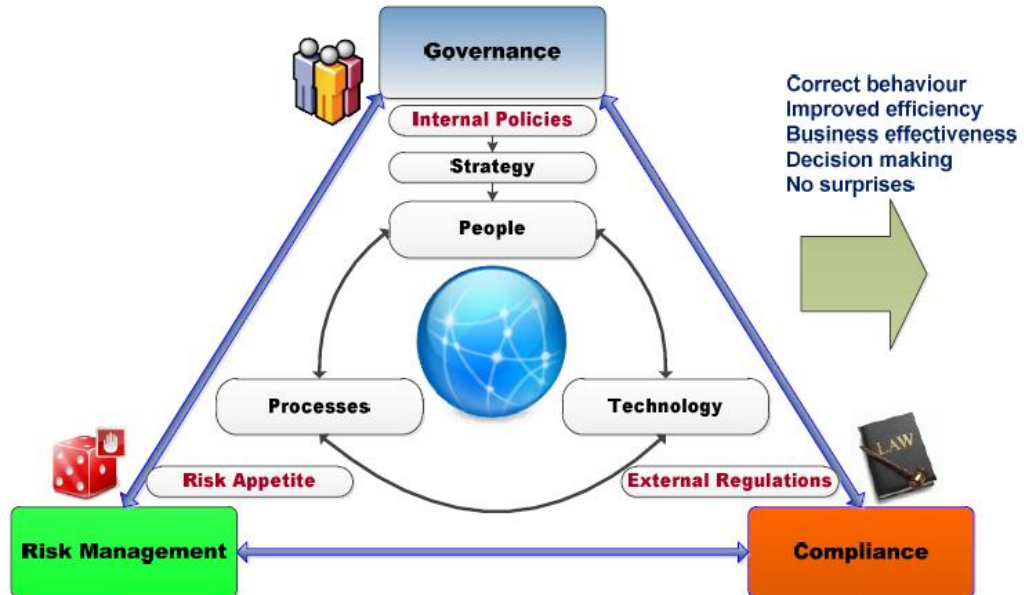 Governance
Internal Policies
Strategy
People
Processes
Technology
Risk Appetite
External Regulations
Risk Management
Compliance
LAW
Correct behaviour
Improved efficiency
Business effectiveness
Decision making
No surprises